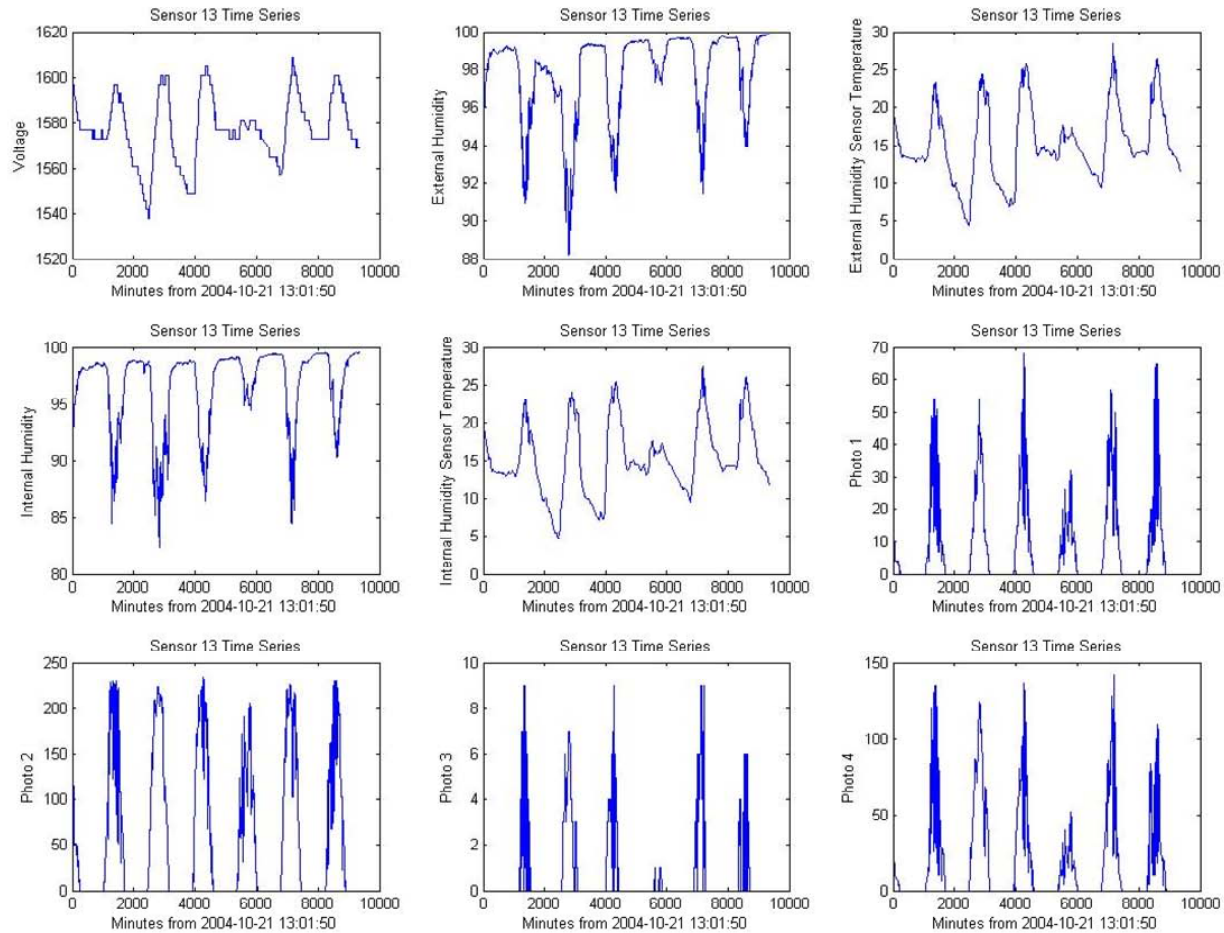 Sensor 13 Time Series
Voltage
1620
1600
1580
1560
1540
1520
0 2000 4000 6000 8000 10000
Minutes from 2004-10-21 13:01:50
Sensor 13 Time Series
External Humidity
100
98
96
94
92
90
88
0 2000 4000 6000 8000 10000
Minutes from 2004-10-21 13:01:50
Sensor 13 Time Series
External Humidity Sensor Temperature
30
25
20
15
10
5
0
0 2000 4000 6000 8000 10000
Minutes from 2004-10-21 13:01:50
Sensor 13 Time Series
Internal Humidity
100
95
90
85
80
0 2000 4000 6000 8000 10000
Minutes from 2004-10-21 13:01:50
Sensor 13 Time Series
Internal Humidity Sensor Temperature
30
25
20
15
10
5
0
0 2000 4000 6000 8000 10000
Minutes from 2004-10-21 13:01:50
Sensor 13 Time Series
Photo 1
70
60
50
40
30
20
10
0
0 2000 4000 6000 8000 10000
Minutes from 2004-10-21 13:01:50
Sensor 13 Time Series
Photo 2
250
200
150
100
50
0
0 2000 4000 6000 8000 10000
Minutes from 2004-10-21 13:01:50
Sensor 13 Time Series
Photo 3
10
8
6
4
2
0
0 2000 4000 6000 8000 10000
Minutes from 2004-10-21 13:01:50
Sensor 13 Time Series
Photo 4
150
100
50
0
0 2000 4000 6000 8000 10000
Minutes from 2004-10-21 13:01:50